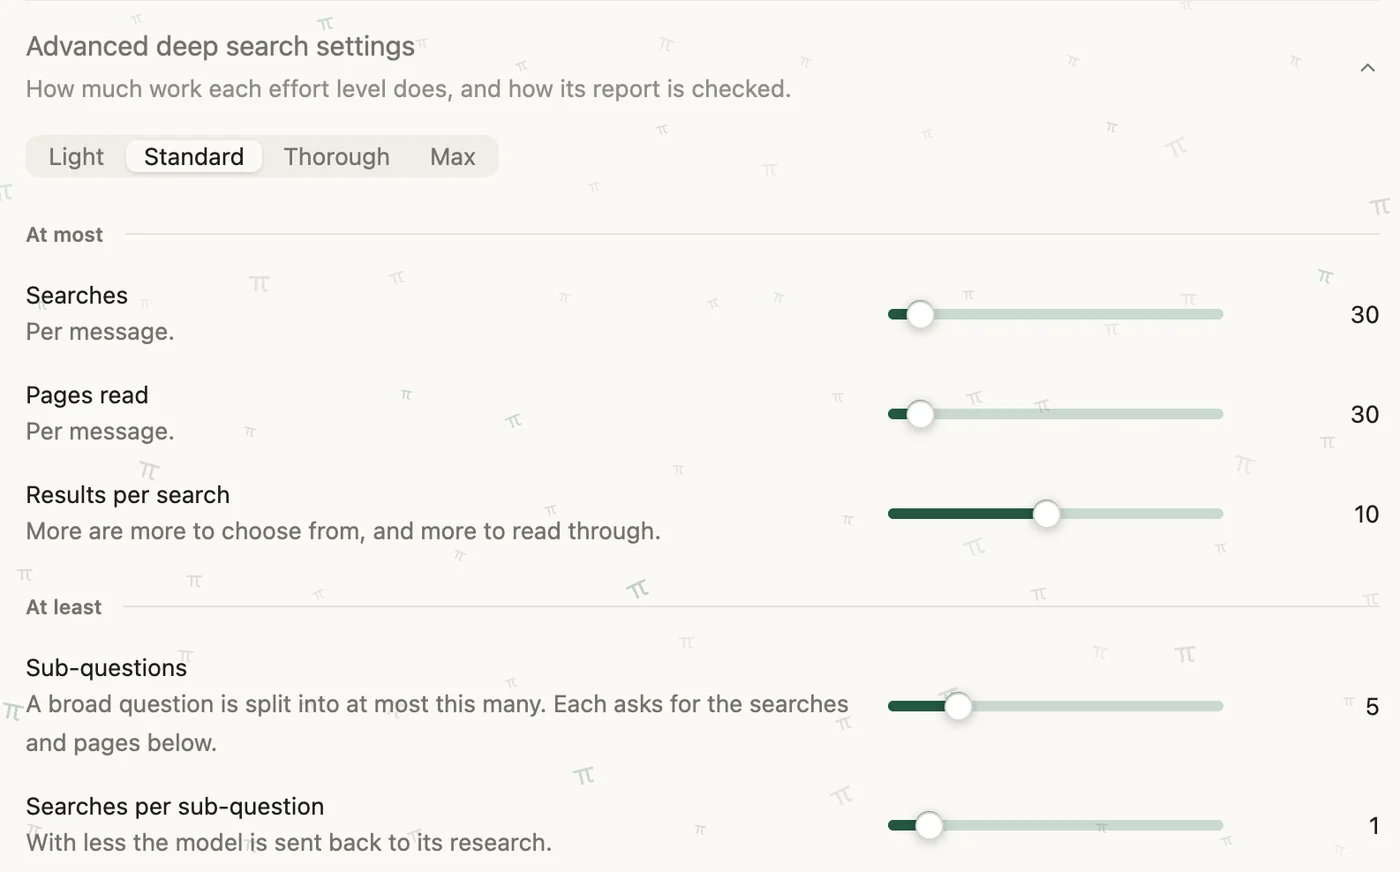 Advanced deep search settings
How much work each effort level does, and how its report is checked.
Light Standard Thorough Max
At most
Searches
Per message.
30
Pages read
Per message.
30
Results per search
More are more to choose from, and more to read through.
10
At least
Sub-questions
A broad question is split into at most this many. Each asks for the searches
and pages below.
5
Searches per sub-question
With less the model is sent back to its research.
1